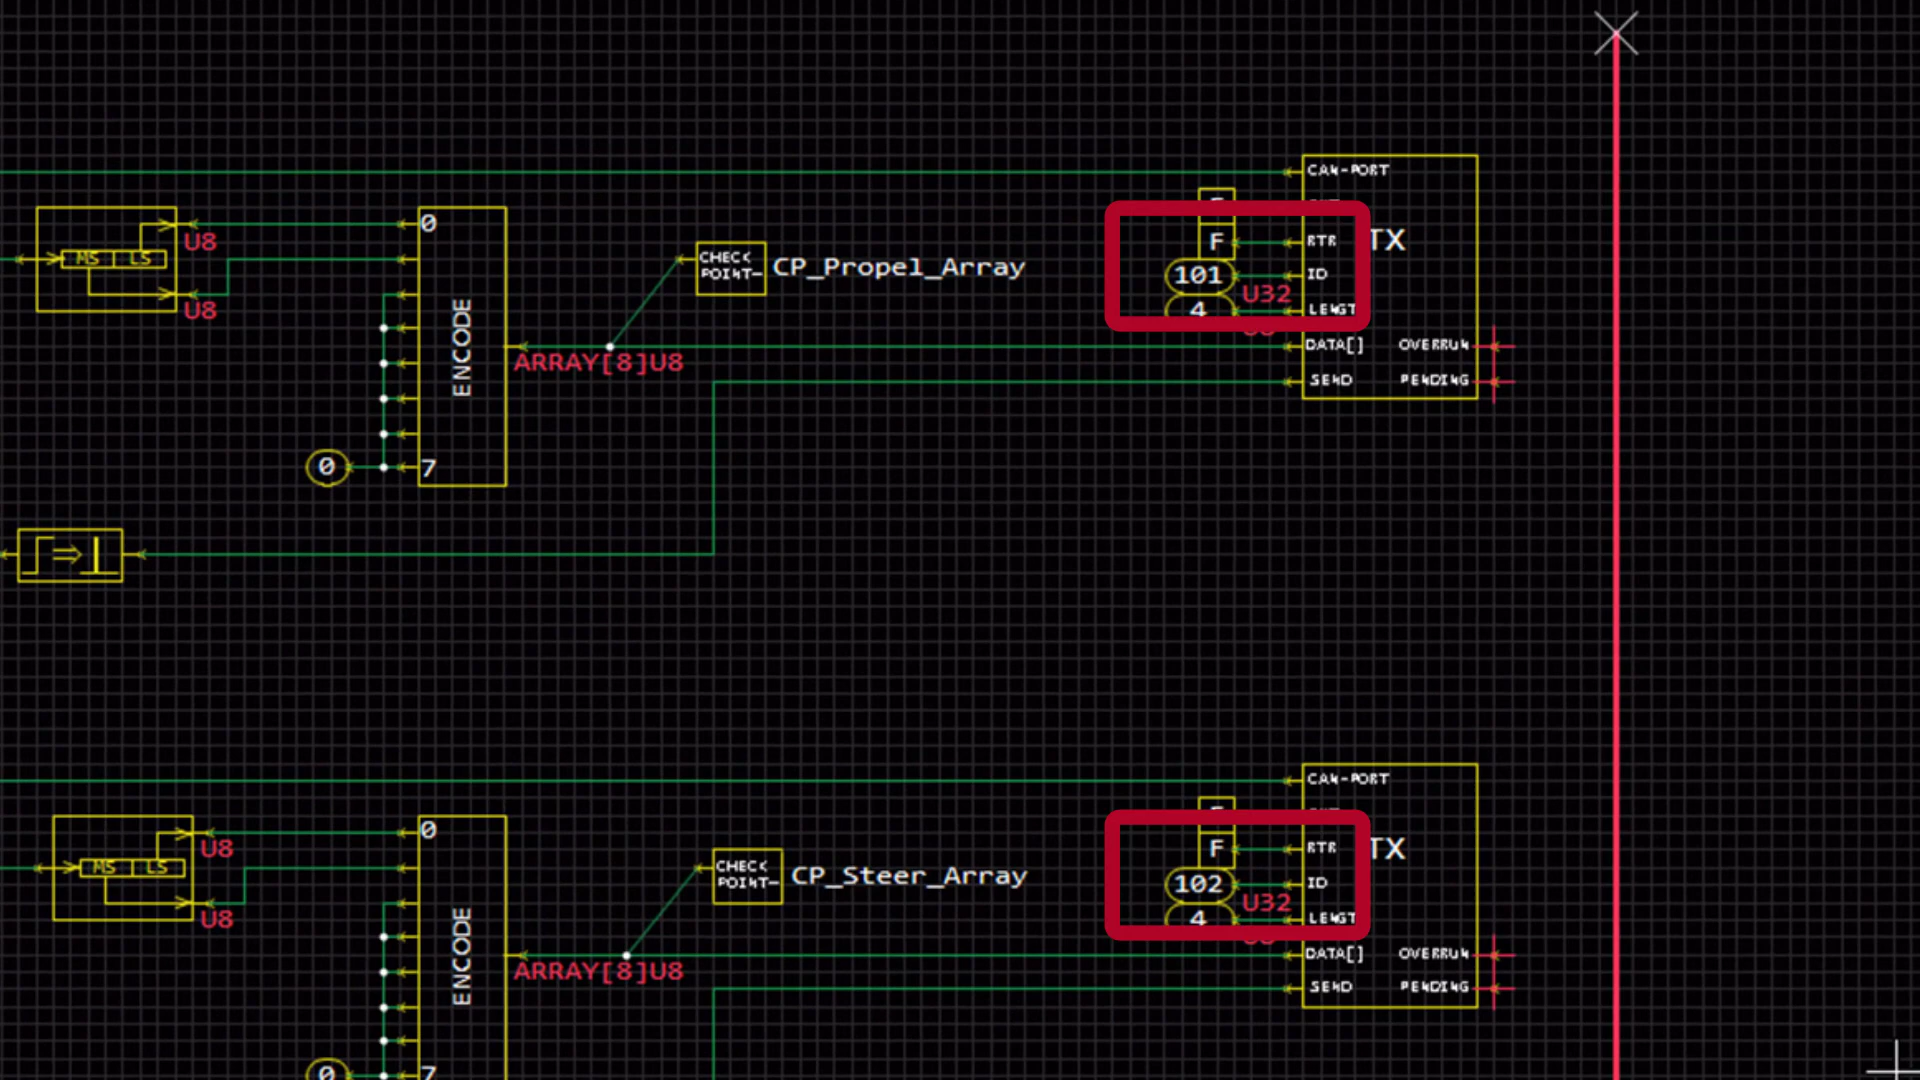 CAN-PORT
0
U8
F
RTR
TX
MS LS
CHECK
POINT
CP_Propel_Array
101
ID
U32
U8
4
LENGT
ENCODE
ARRAY[8]U8
DATA[]
OVERRUN
SEND
PENDING
0
7
CAN-PORT
0
U8
F
RTR
TX
MS LS
CHECK
POINT
CP_Steer_Array
102
ID
U32
U8
4
LENGT
ENCODE
ARRAY[8]U8
DATA[]
OVERRUN
SEND
PENDING
0
7